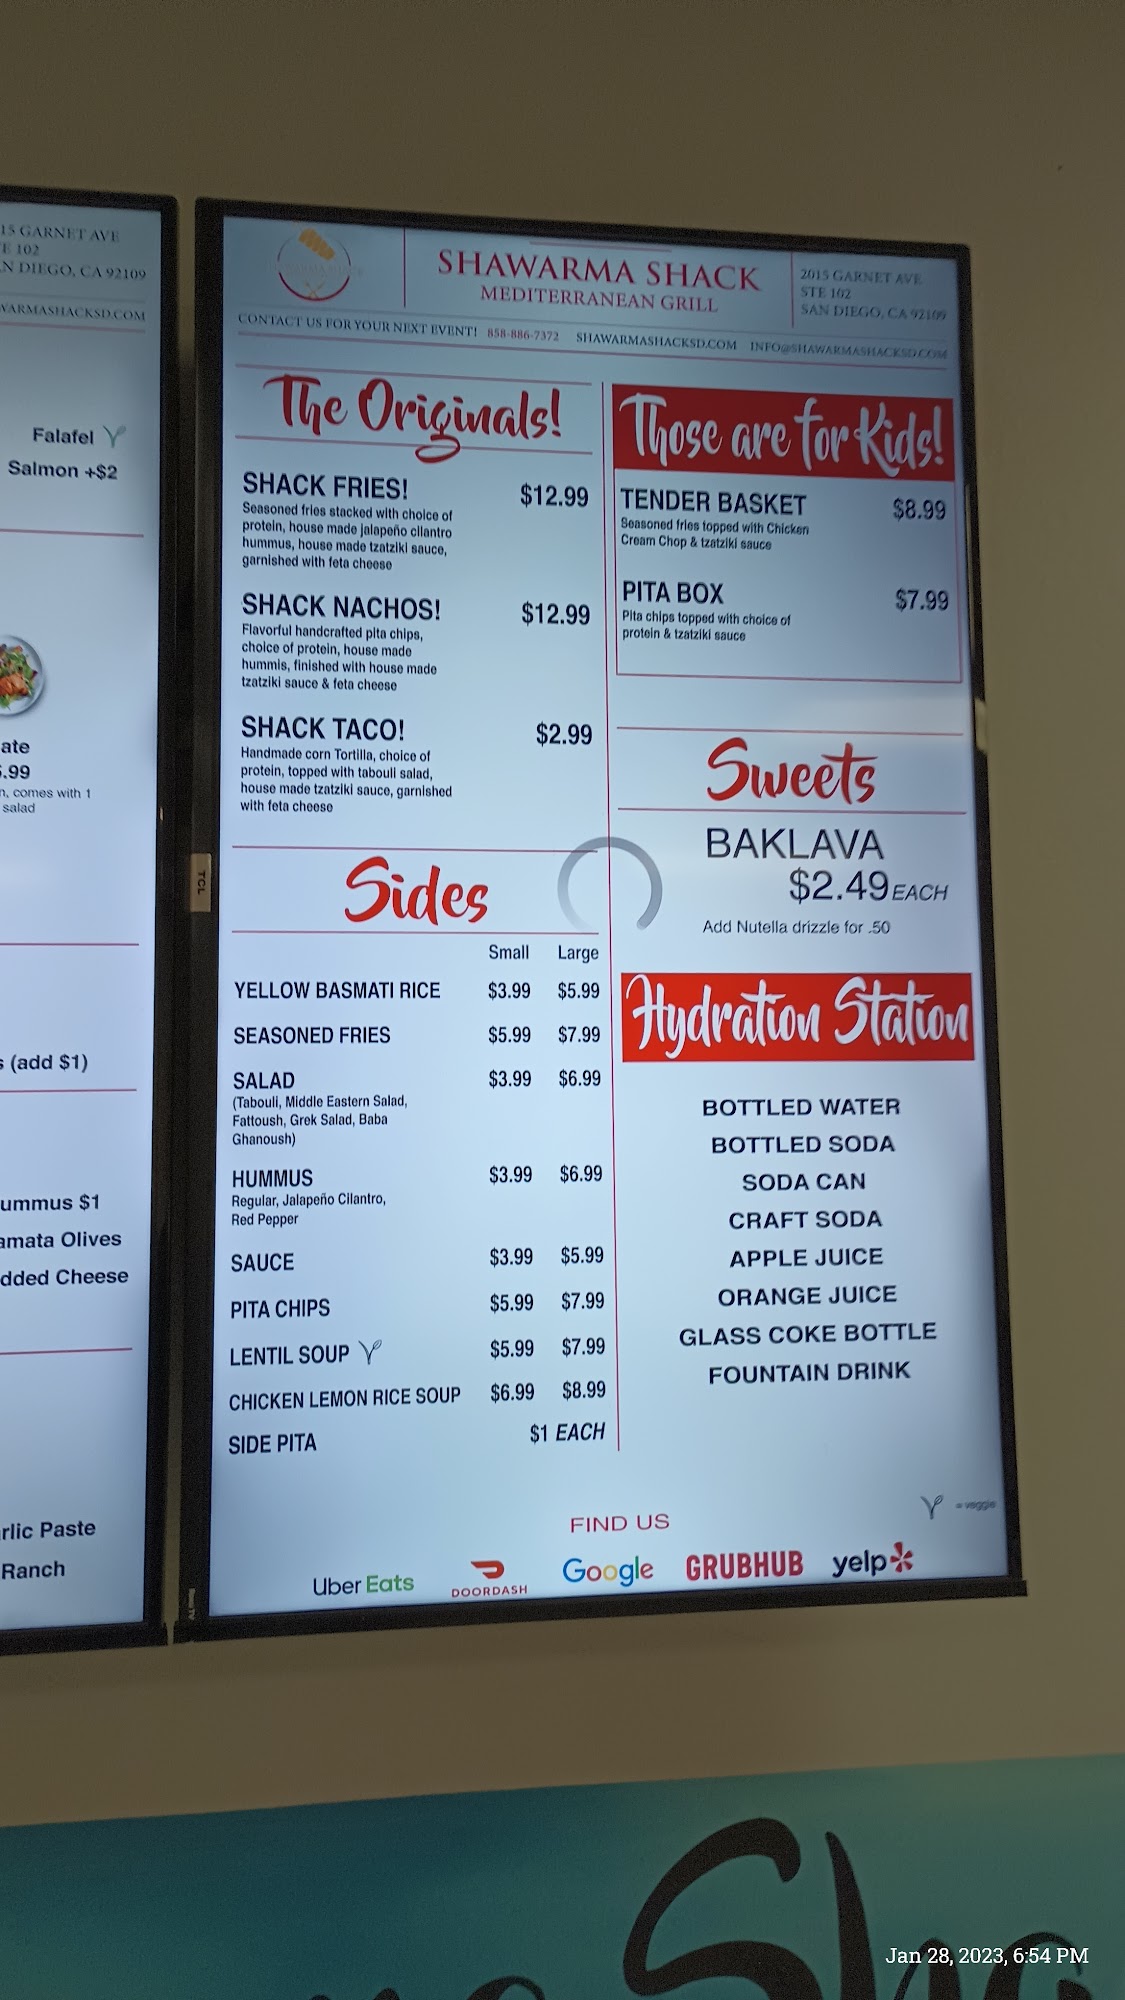 15 GARNET AVE
E 102
N DIEGO, CA 92109
WARMASHACKSD.COM
Falafel
Salmon +$2
ate
.99
n, comes with 1
salad
s (add $1)
ummus $1
amata Olives
dded Cheese
rlic Paste
Ranch
TCL
SHAWARMA SHACK
MEDITERRANEAN GRILL
2015 GARNET AVE
STE 102
SAN DIEGO, CA 92109
CONTACT US FOR YOUR NEXT EVENT! 858-886-7372 SHAWARMASHACKSD.COM INFO@SHAWARMASHACKSD.COM
The Originals!
SHACK FRIES! $12.99
Seasoned fries stacked with choice of
protein, house made jalapeño cilantro
hummus, house made tzatziki sauce,
garnished with feta cheese
SHACK NACHOS! $12.99
Flavorful handcrafted pita chips,
choice of protein, house made
hummis, finished with house made
tzatziki sauce & feta cheese
SHACK TACO! $2.99
Handmade corn Tortilla, choice of
protein, topped with tabouli salad,
house made tzatziki sauce, garnished
with feta cheese
Sides
Small Large
YELLOW BASMATI RICE $3.99 $5.99
SEASONED FRIES $5.99 $7.99
SALAD $3.99 $6.99
(Tabouli, Middle Eastern Salad,
Fattoush, Grek Salad, Baba
Ghanoush)
HUMMUS $3.99 $6.99
Regular, Jalapeño Cilantro,
Red Pepper
SAUCE $3.99 $5.99
PITA CHIPS $5.99 $7.99
LENTIL SOUP $5.99 $7.99
CHICKEN LEMON RICE SOUP $6.99 $8.99
SIDE PITA $1 EACH
Those are for Kids!
TENDER BASKET $8.99
Seasoned fries topped with Chicken
Cream Chop & tzatziki sauce
PITA BOX $7.99
Pita chips topped with choice of
protein & tzatziki sauce
Sweets
BAKLAVA
$2.49 EACH
Add Nutella drizzle for .50
Hydration Station
BOTTLED WATER
BOTTLED SODA
SODA CAN
CRAFT SODA
APPLE JUICE
ORANGE JUICE
GLASS COKE BOTTLE
FOUNTAIN DRINK
= veggie
FIND US
Uber Eats DOORDASH Google GRUBHUB yelp
Sha
Jan 28, 2023, 6:54 PM